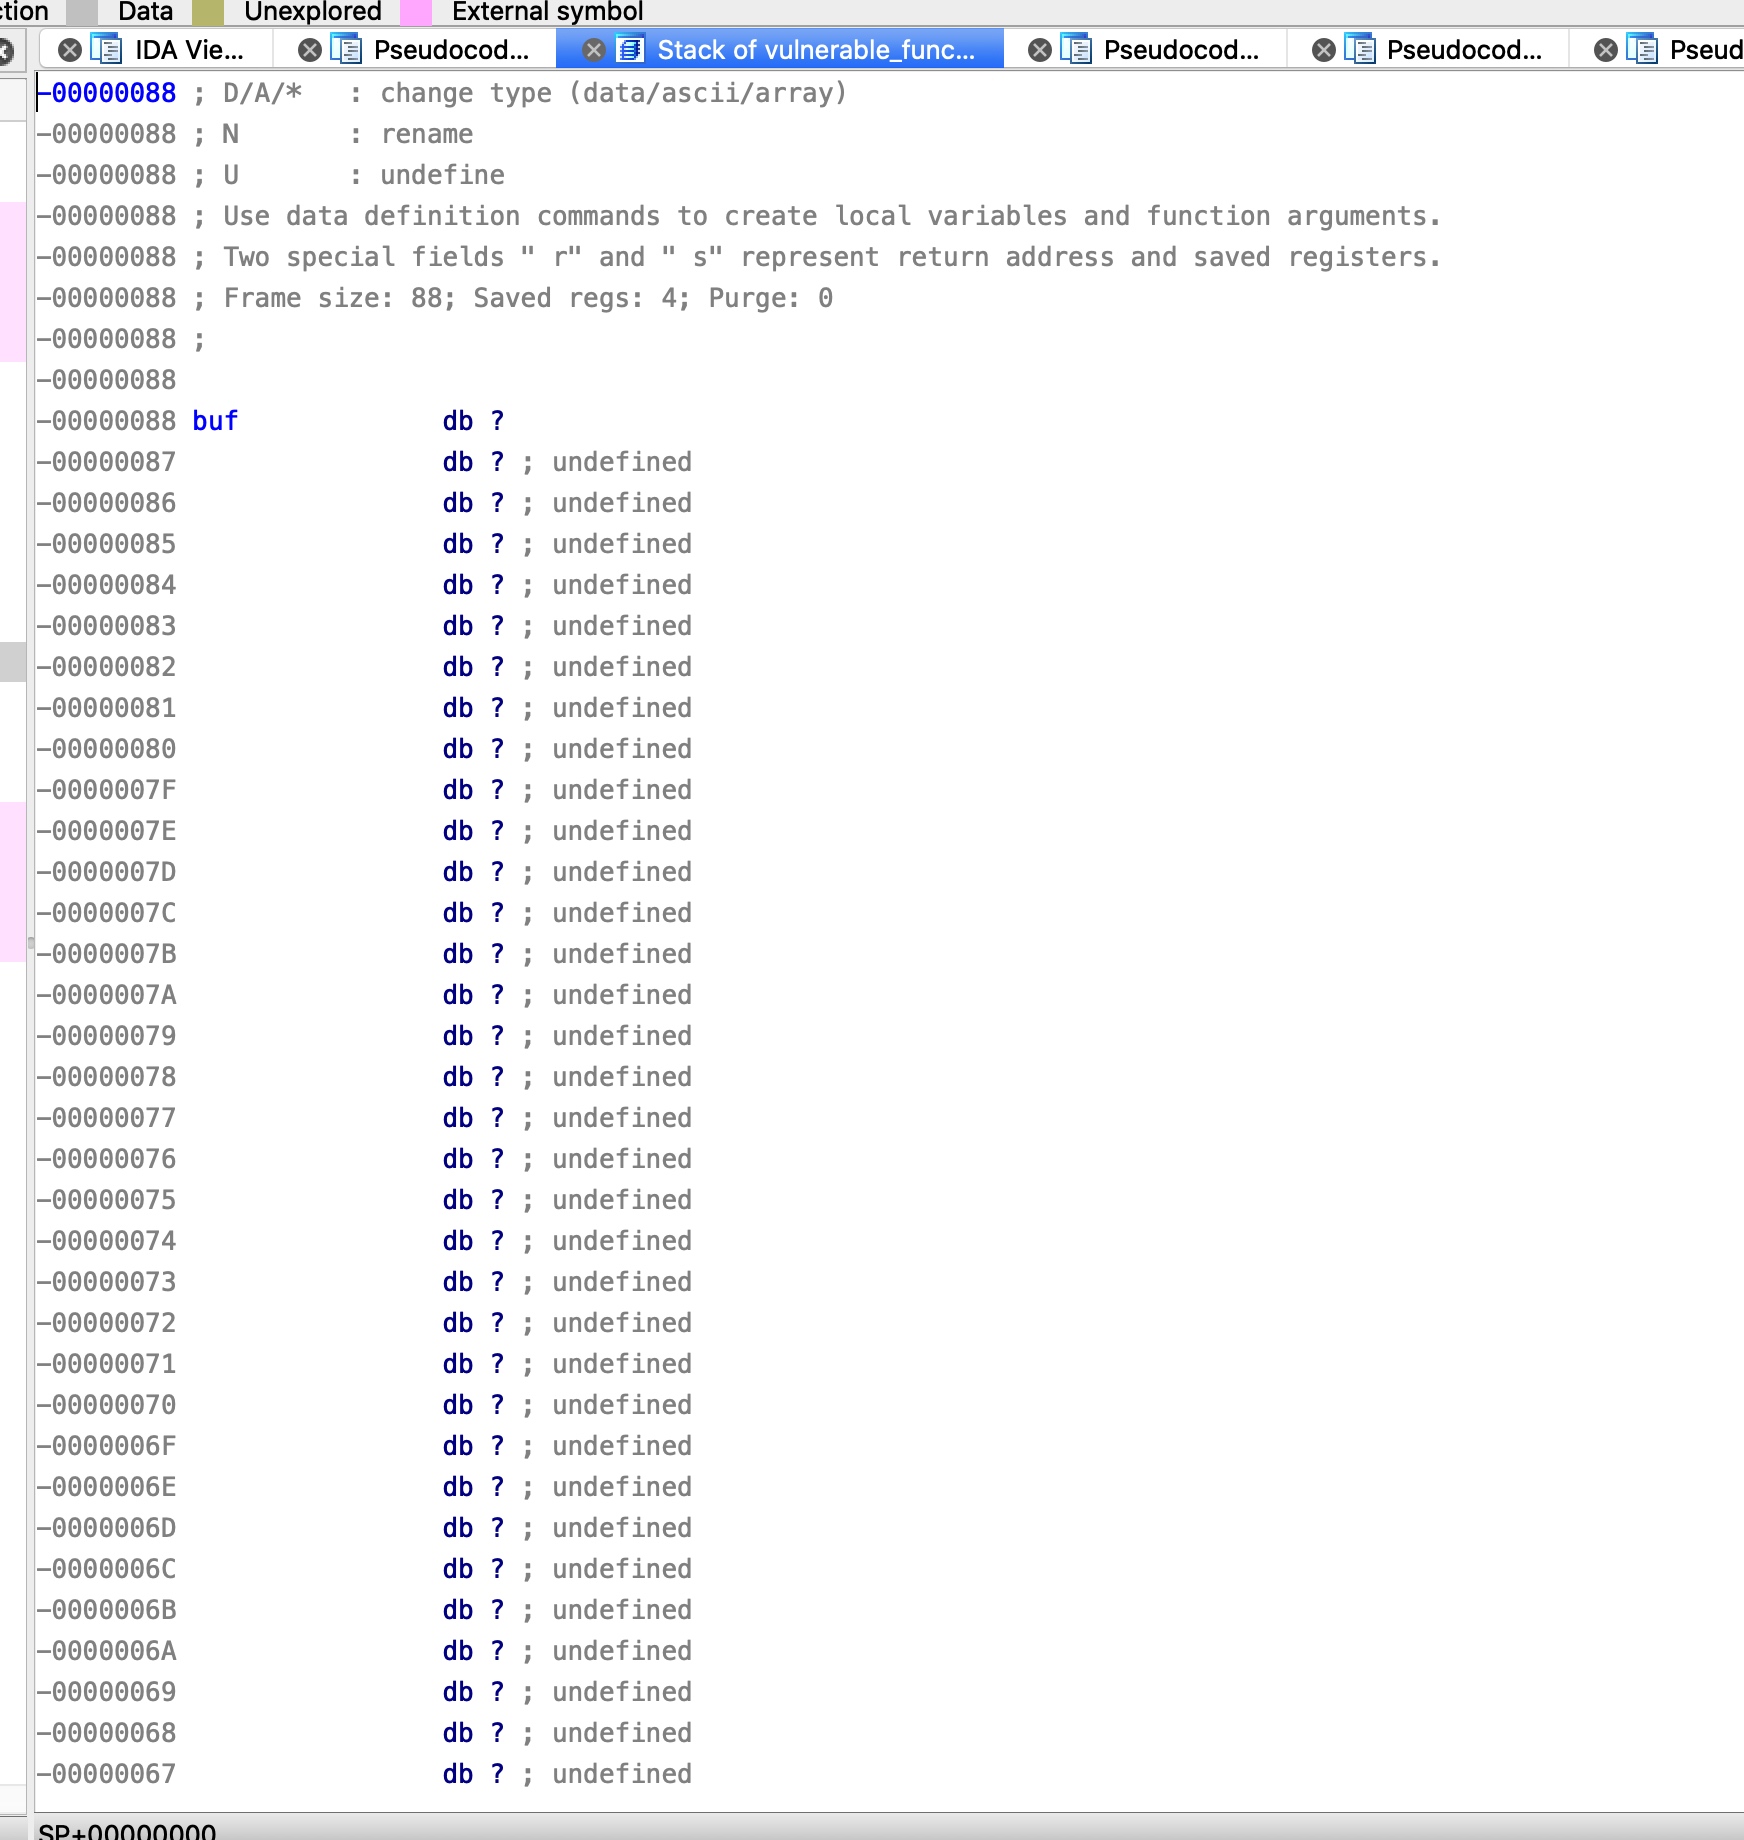 ction Data Unexplored External symbol
IDA Vie... Pseudocod... Stack of vulnerable_func... Pseudocod... Pseudocod... Pseud
-00000088 ; D/A/*   : change type (data/ascii/array)
-00000088 ; N       : rename
-00000088 ; U       : undefine
-00000088 ; Use data definition commands to create local variables and function arguments.
-00000088 ; Two special fields " r" and " s" represent return address and saved registers.
-00000088 ; Frame size: 88; Saved regs: 4; Purge: 0
-00000088 ;
-00000088
-00000088 buf             db ?
-00000087                 db ? ; undefined
-00000086                 db ? ; undefined
-00000085                 db ? ; undefined
-00000084                 db ? ; undefined
-00000083                 db ? ; undefined
-00000082                 db ? ; undefined
-00000081                 db ? ; undefined
-00000080                 db ? ; undefined
-0000007F                 db ? ; undefined
-0000007E                 db ? ; undefined
-0000007D                 db ? ; undefined
-0000007C                 db ? ; undefined
-0000007B                 db ? ; undefined
-0000007A                 db ? ; undefined
-00000079                 db ? ; undefined
-00000078                 db ? ; undefined
-00000077                 db ? ; undefined
-00000076                 db ? ; undefined
-00000075                 db ? ; undefined
-00000074                 db ? ; undefined
-00000073                 db ? ; undefined
-00000072                 db ? ; undefined
-00000071                 db ? ; undefined
-00000070                 db ? ; undefined
-0000006F                 db ? ; undefined
-0000006E                 db ? ; undefined
-0000006D                 db ? ; undefined
-0000006C                 db ? ; undefined
-0000006B                 db ? ; undefined
-0000006A                 db ? ; undefined
-00000069                 db ? ; undefined
-00000068                 db ? ; undefined
-00000067                 db ? ; undefined
SP+00000000